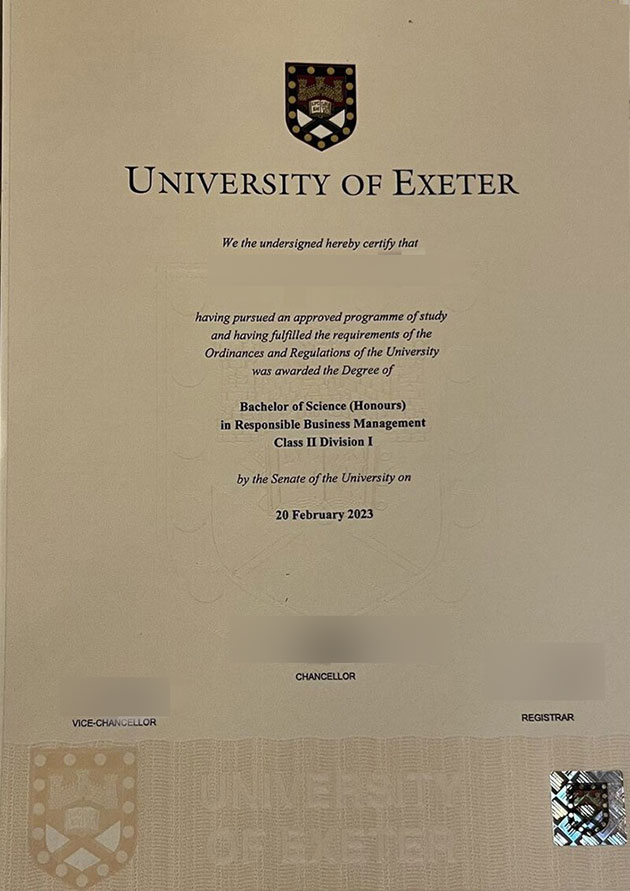 UNIVERSITY OF EXETER
We the undersigned hereby certify that
having pursued an approved programme of study
and having fulfilled the requirements of the
Ordinances and Regulations of the University
was awarded the Degree of
Bachelor of Science (Honours)
in Responsible Business Management
Class II Division I
by the Senate of the University on
20 February 2023
CHANCELLOR
VICE-CHANCELLOR
REGISTRAR
UNIVERSITY
OF EXETER